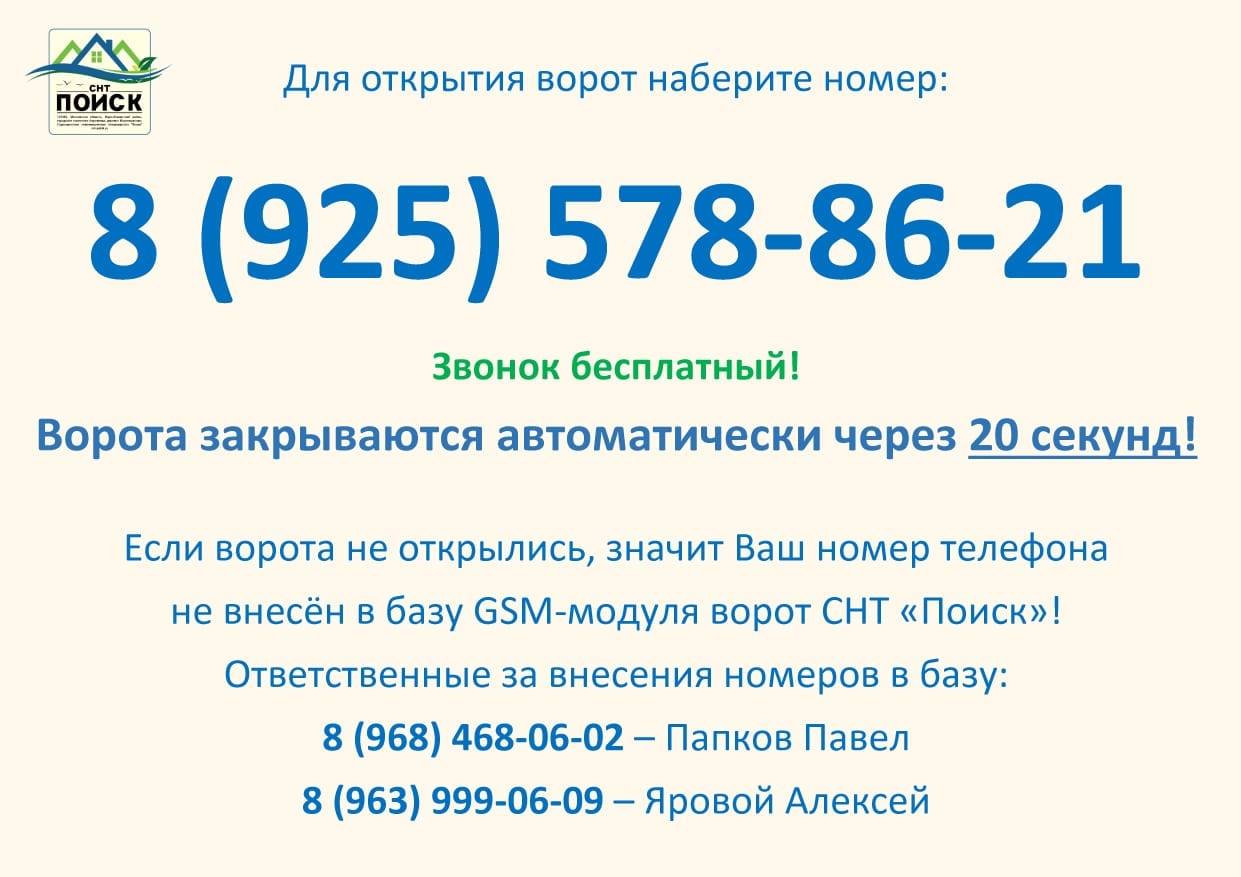 СНТ
ПОИСК
Для открытия ворот наберите номер:
8 (925) 578-86-21
Звонок бесплатный!
Ворота закрываются автоматически через 20 секунд!
Если ворота не открылись, значит Ваш номер телефона
не внесён в базу GSM-модуля ворот СНТ «Поиск»!
Ответственные за внесения номеров в базу:
8 (968) 468-06-02 – Папков Павел
8 (963) 999-06-09 – Яровой Алексей